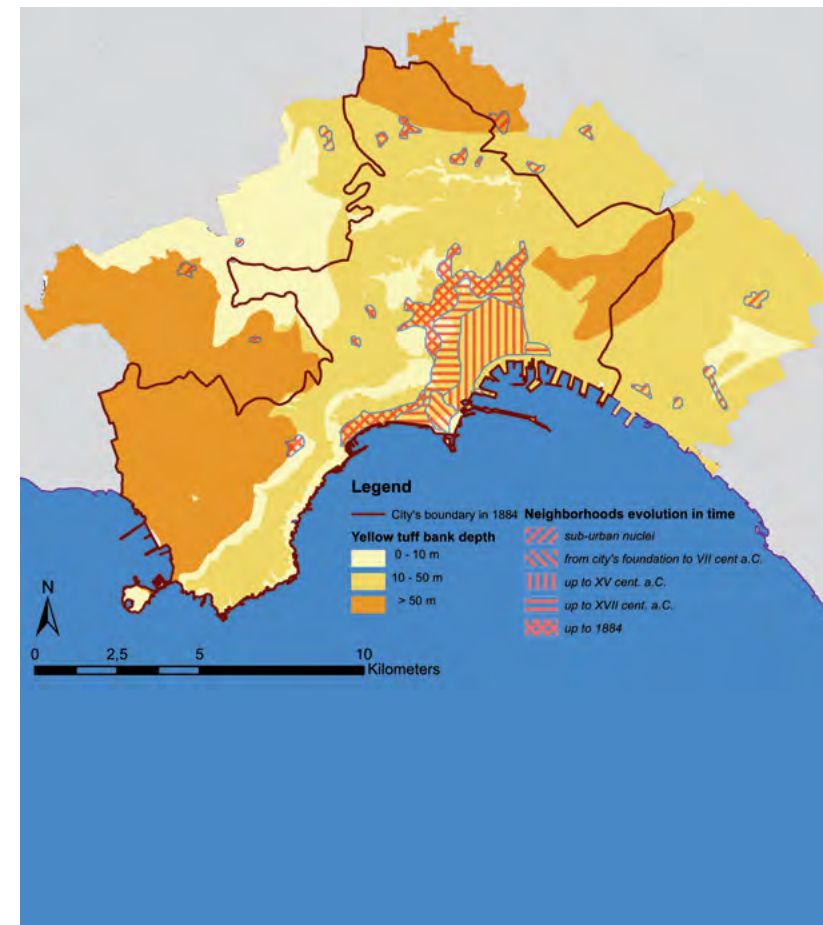 Legend
City's boundary in 1884
Yellow tuff bank depth
0 - 10 m
10 - 50 m
> 50 m
Neighborhoods evolution in time
sub-urban nuclei
from city's foundation to VII cent a.C.
up to XV cent. a.C.
up to XVII cent. a.C.
up to 1884
N
0 2,5 5 10
Kilometers